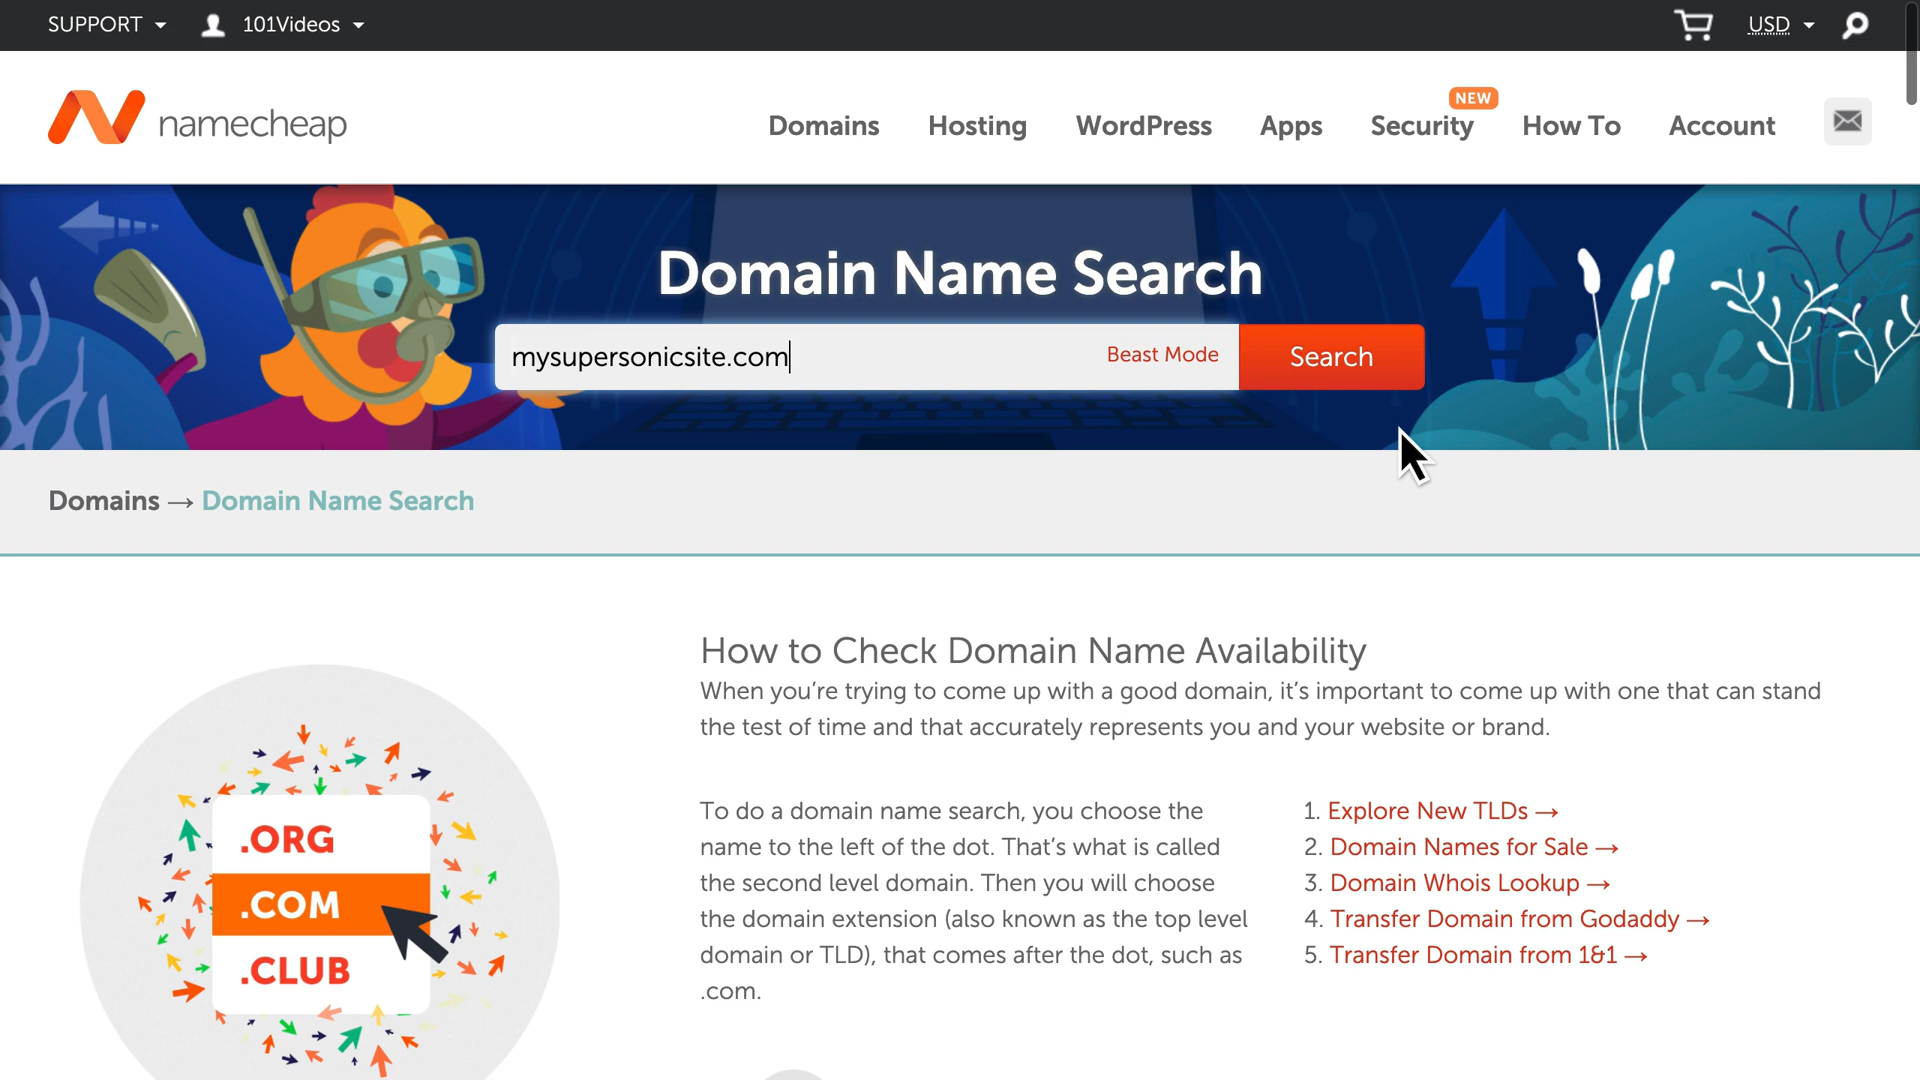 SUPPORT
101Videos
USD
namecheap
Domains
Hosting
WordPress
Apps
Security
NEW
How To
Account
Domain Name Search
mysupersonicsite.com
Beast Mode
Search
Domains → Domain Name Search
.ORG
.COM
.CLUB
How to Check Domain Name Availability
When you’re trying to come up with a good domain, it’s important to come up with one that can stand
the test of time and that accurately represents you and your website or brand.
To do a domain name search, you choose the
name to the left of the dot. That’s what is called
the second level domain. Then you will choose
the domain extension (also known as the top level
domain or TLD), that comes after the dot, such as
.com.
1. Explore New TLDs →
2. Domain Names for Sale →
3. Domain Whois Lookup →
4. Transfer Domain from Godaddy →
5. Transfer Domain from 1&1 →